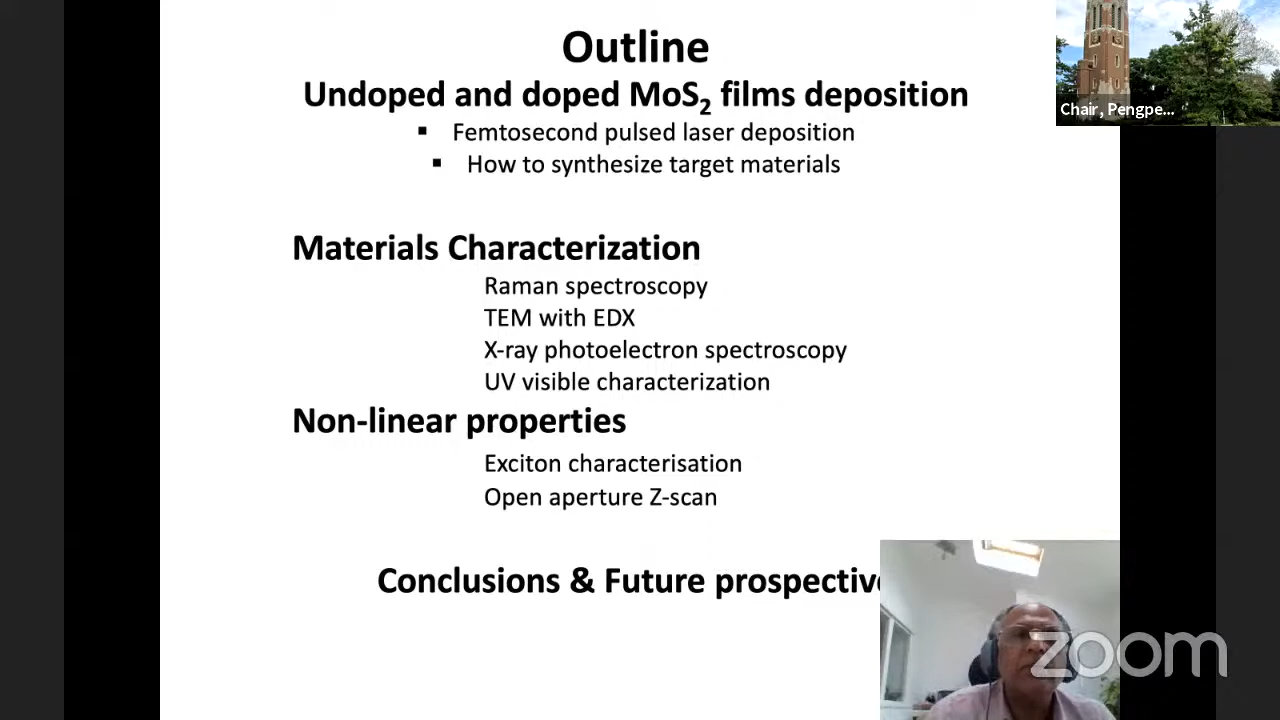 Outline
Undoped and doped MoS₂ films deposition
▪ Femtosecond pulsed laser deposition
▪ How to synthesize target materials
Materials Characterization
Raman spectroscopy
TEM with EDX
X-ray photoelectron spectroscopy
UV visible characterization
Non-linear properties
Exciton characterisation
Open aperture Z-scan
Conclusions & Future prospectiv
Chair, Pengpe...
zoom